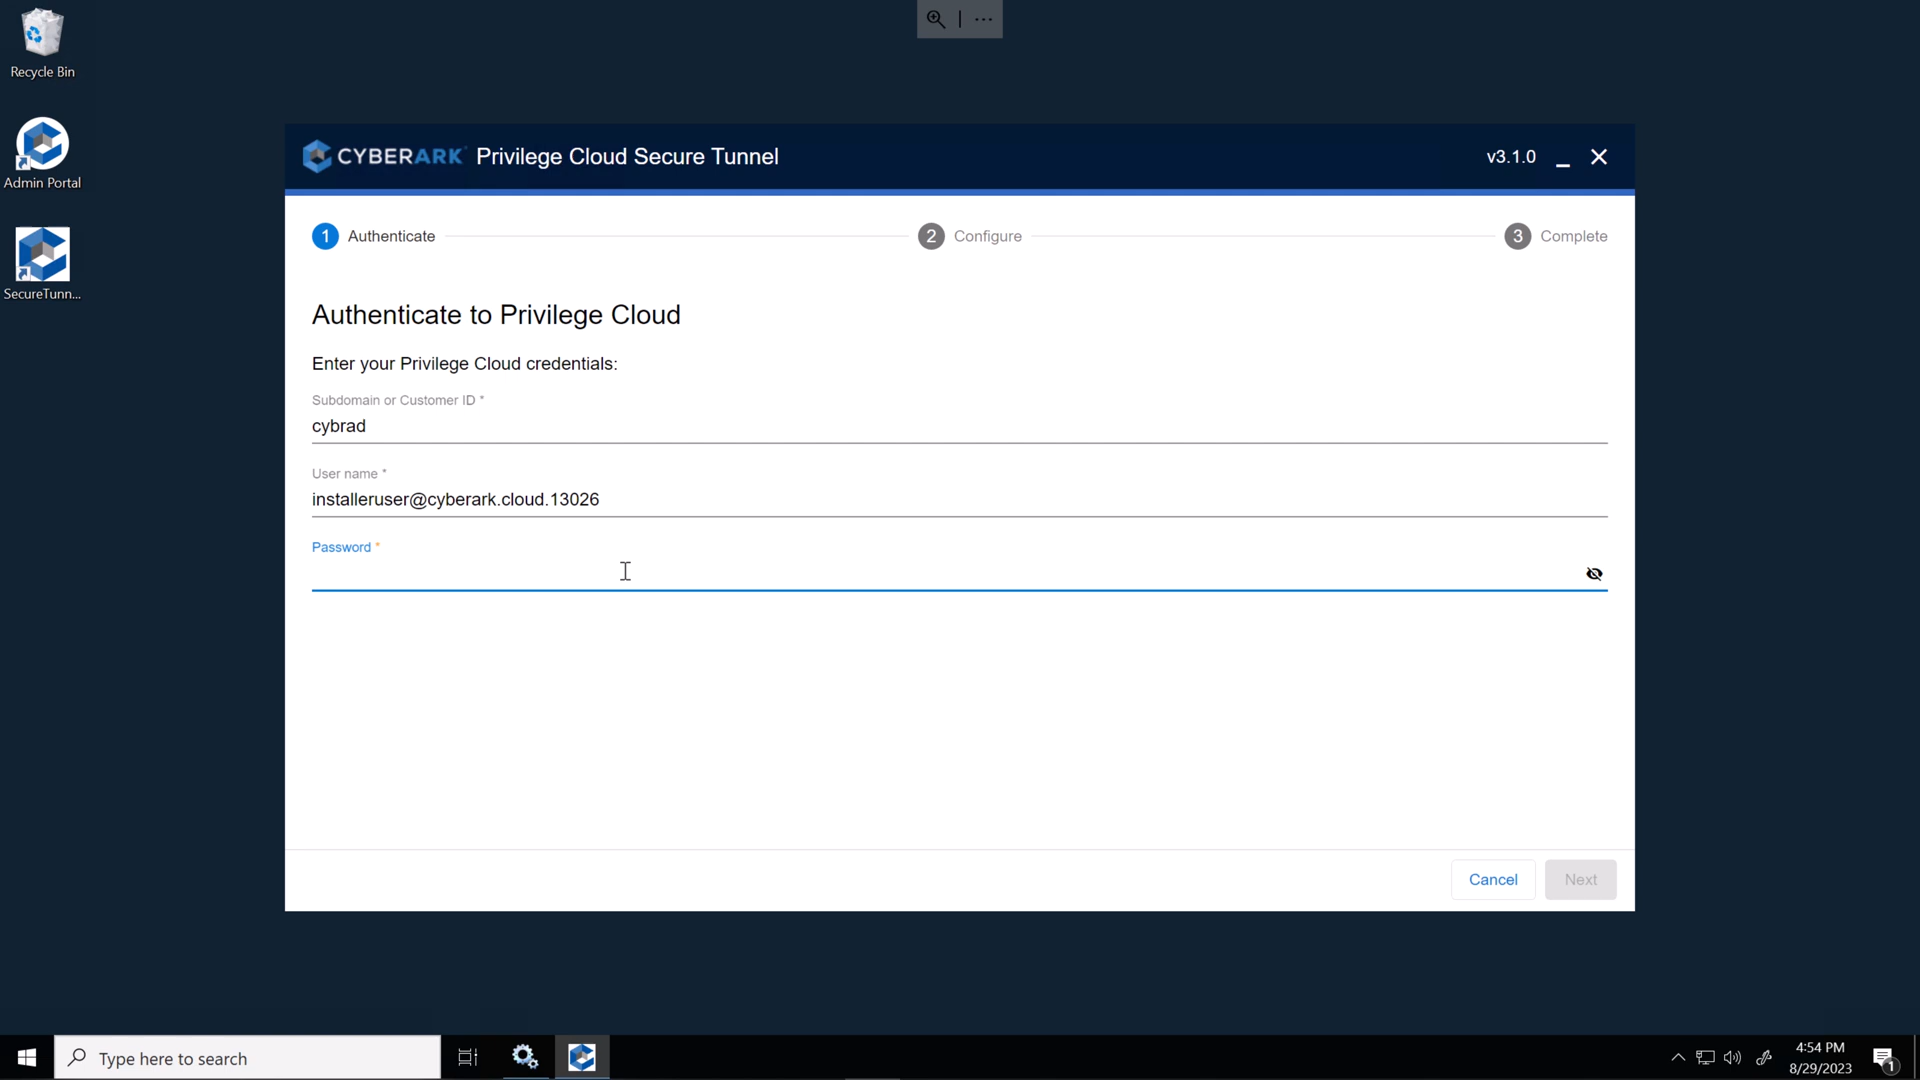 Recycle Bin
Admin Portal
SecureTunn...
CYBERARK Privilege Cloud Secure Tunnel
v3.1.0
1 Authenticate
2 Configure
3 Complete
Authenticate to Privilege Cloud
Enter your Privilege Cloud credentials:
Subdomain or Customer ID *
cybrad
User name *
installeruser@cyberark.cloud.13026
Password *
Cancel
Next
Type here to search
4:54 PM
8/29/2023
1